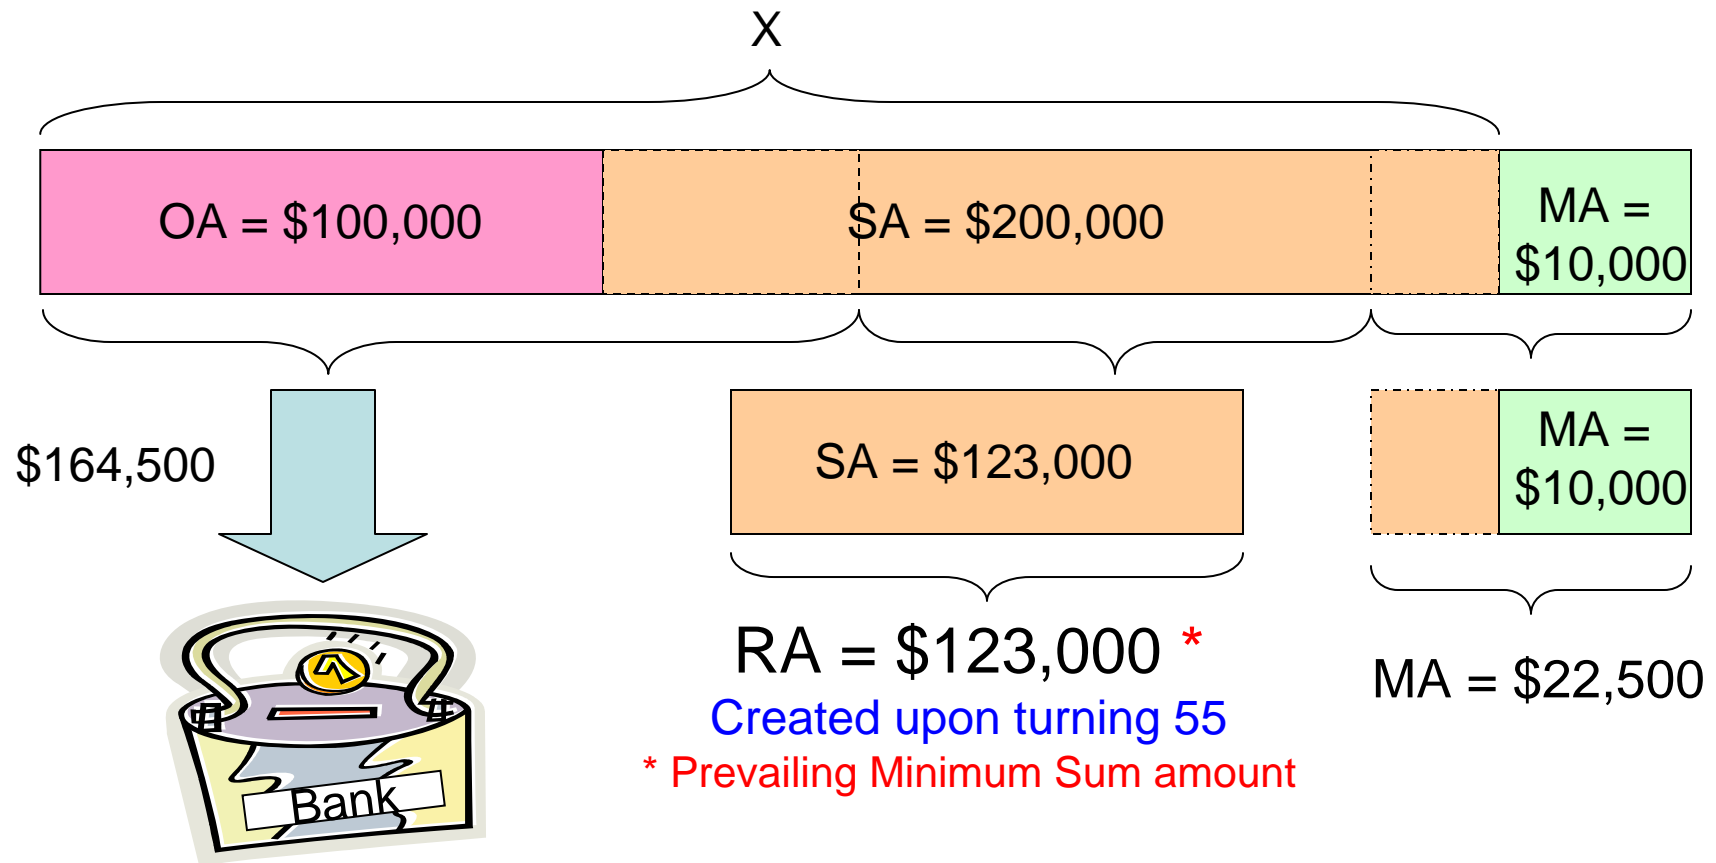 X
OA = $100,000
SA = $200,000
MA =
$10,000
$164,500
SA = $123,000
MA =
$10,000
RA = $123,000 *
Created upon turning 55
* Prevailing Minimum Sum amount
MA = $22,500
Bank